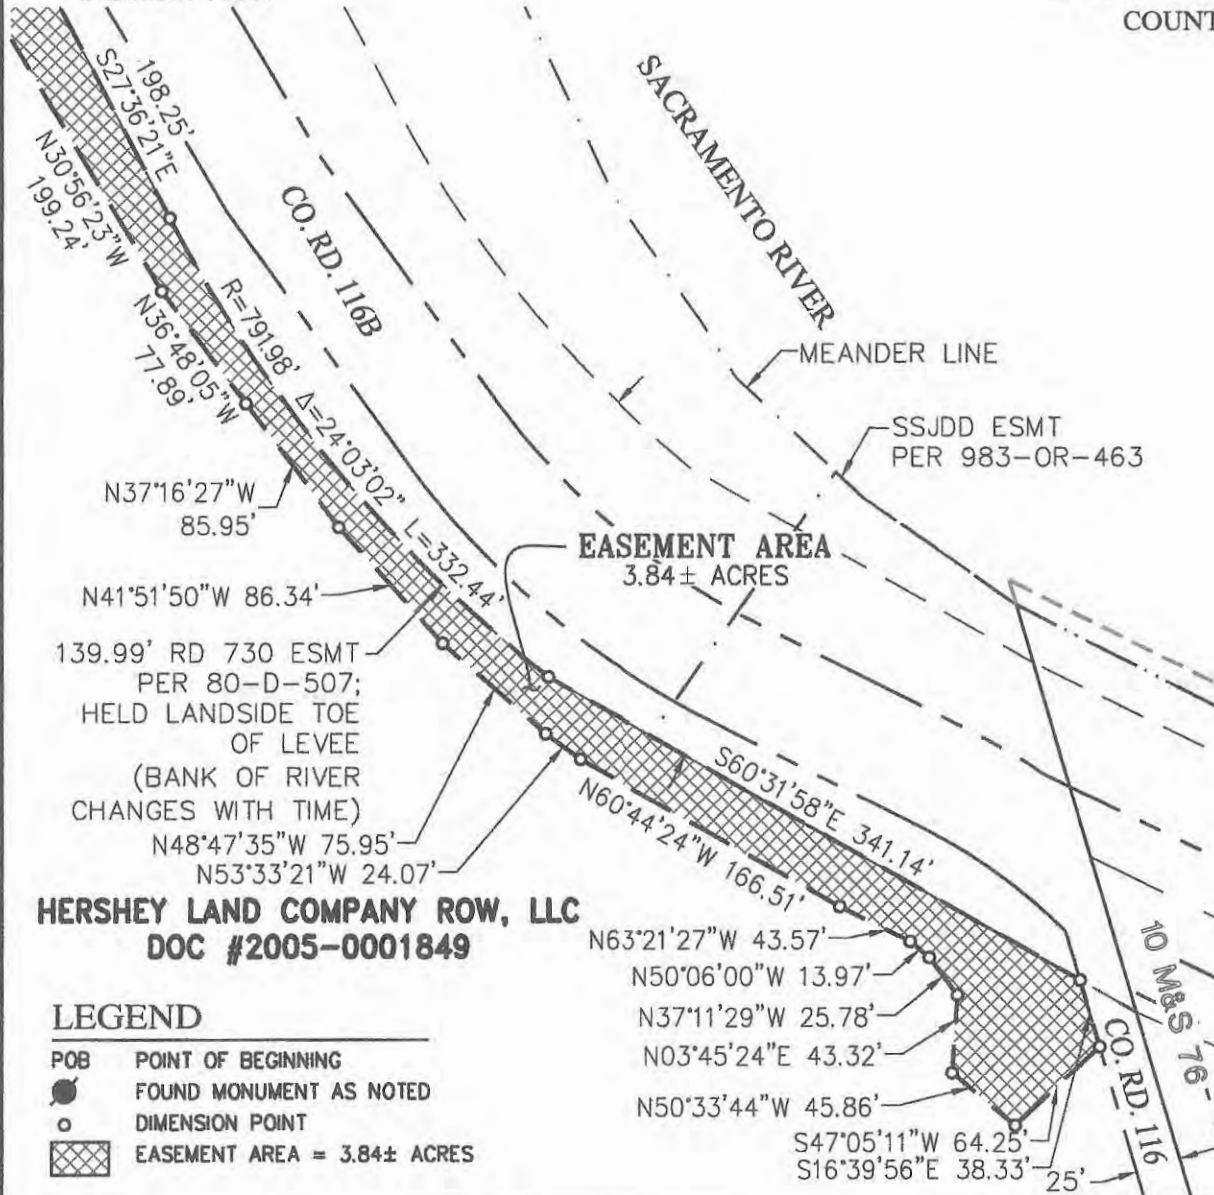 COUNT
198.25'
S27°36'21"E
N30°56'23"W
199.24'
SACRAMENTO RIVER
CO. RD. 116B
R=791.98' Δ=24°03'02" L=332.44'
N36°48'05"W
77.89'
MEANDER LINE
SSJDD ESMT
PER 983-OR-463
N37°16'27"W
85.95'
EASEMENT AREA
3.84± ACRES
N41°51'50"W 86.34'
139.99' RD 730 ESMT
PER 80-D-507;
HELD LANDSIDE TOE
OF LEVEE
(BANK OF RIVER
CHANGES WITH TIME)
N48°47'35"W 75.95'
N53°33'21"W 24.07'
S60°31'58"E 341.14'
N60°44'24"W 166.51'
HERSHEY LAND COMPANY ROW, LLC
DOC #2005-0001849
N63°21'27"W 43.57'
N50°06'00"W 13.97'
N37°11'29"W 25.78'
N03°45'24"E 43.32'
N50°33'44"W 45.86'
S47°05'11"W 64.25'
S16°39'56"E 38.33'
25'
CO. RD. 116
10 M&S 76-
LEGEND
POB POINT OF BEGINNING
FOUND MONUMENT AS NOTED
DIMENSION POINT
EASEMENT AREA = 3.84± ACRES